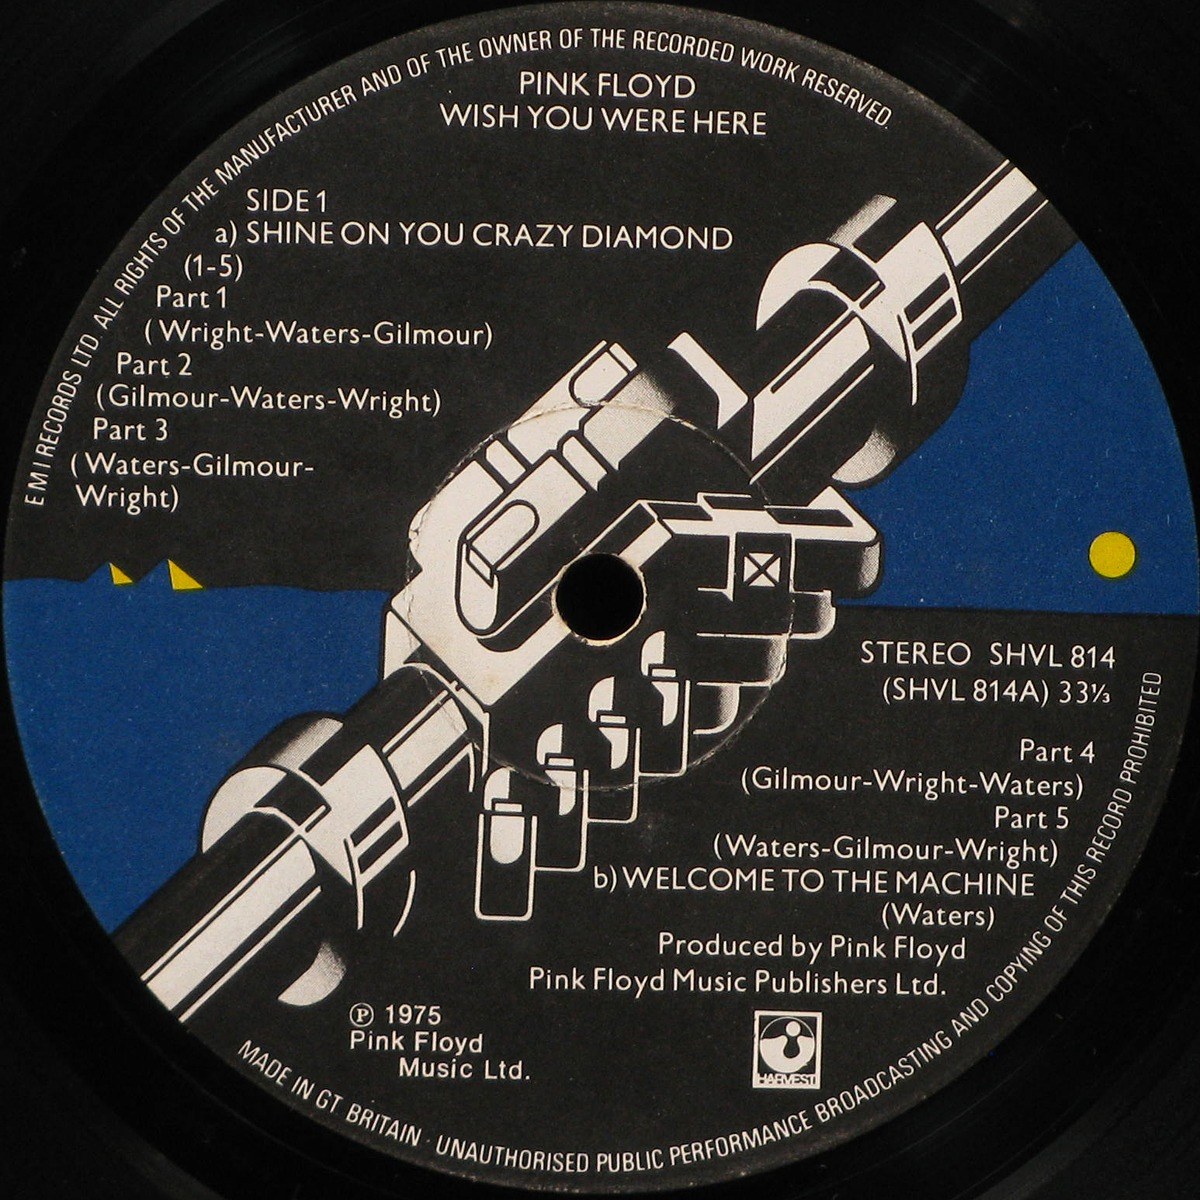 E M I RECORDS LTD. ALL RIGHTS OF THE MANUFACTURER AND OF THE OWNER OF THE RECORDED WORK RESERVED.
PINK FLOYD
WISH YOU WERE HERE
SIDE 1
a) SHINE ON YOU CRAZY DIAMOND
(1-5)
Part 1
( Wright-Waters-Gilmour)
Part 2
(Gilmour-Waters-Wright)
Part 3
( Waters-Gilmour-
Wright)
STEREO SHVL 814
(SHVL 814A) 33⅓
Part 4
(Gilmour-Wright-Waters)
Part 5
(Waters-Gilmour-Wright)
b) WELCOME TO THE MACHINE
(Waters)
Produced by Pink Floyd
Pink Floyd Music Publishers Ltd.
℗ 1975
Pink Floyd
Music Ltd.
HARVEST
MADE IN GT BRITAIN · UNAUTHORISED PUBLIC PERFORMANCE BROADCASTING AND COPYING OF THIS RECORD PROHIBITED